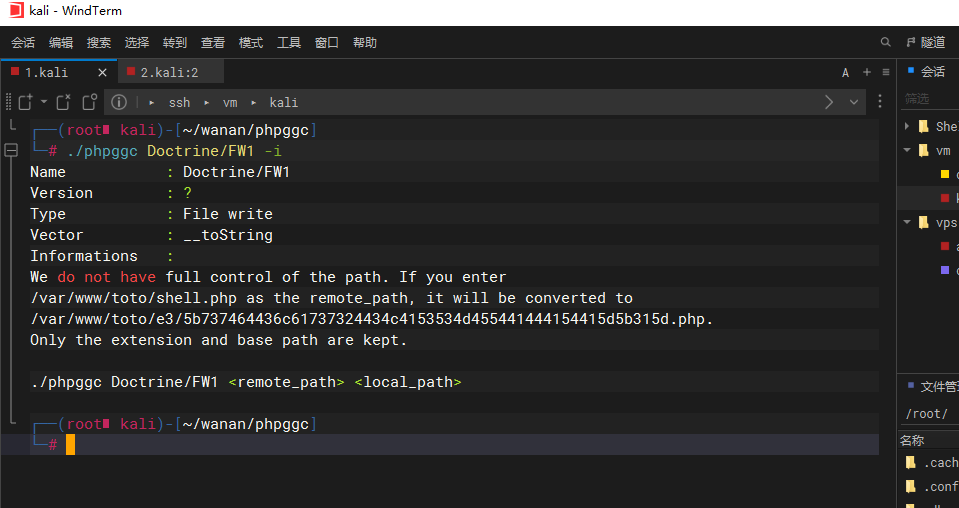 kali - WindTerm
会话 编辑 搜索 选择 转到 查看 模式 工具 窗口 帮助 隧道
1.kali 2.kali:2 A 会话
ssh vm kali 筛选
┌──(root kali)-[~/wanan/phpggc]
└─# ./phpggc Doctrine/FW1 -i
Name : Doctrine/FW1
Version : ?
Type : File write
Vector : __toString
Informations :
We do not have full control of the path. If you enter
/var/www/toto/shell.php as the remote_path, it will be converted to
/var/www/toto/e3/5b737464436c61737324434c4153534d455441444154415d5b315d.php.
Only the extension and base path are kept.
./phpggc Doctrine/FW1 <remote_path> <local_path>
┌──(root kali)-[~/wanan/phpggc]
└─#
She
vm
vps
文件管
/root/
名称
.cach
.conf